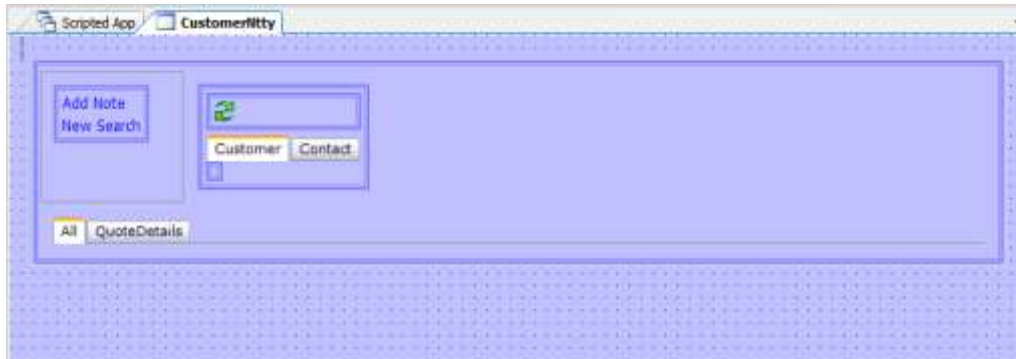 Scripted App CustomerNtty
Add Note
New Search
Customer Contact
All QuoteDetails